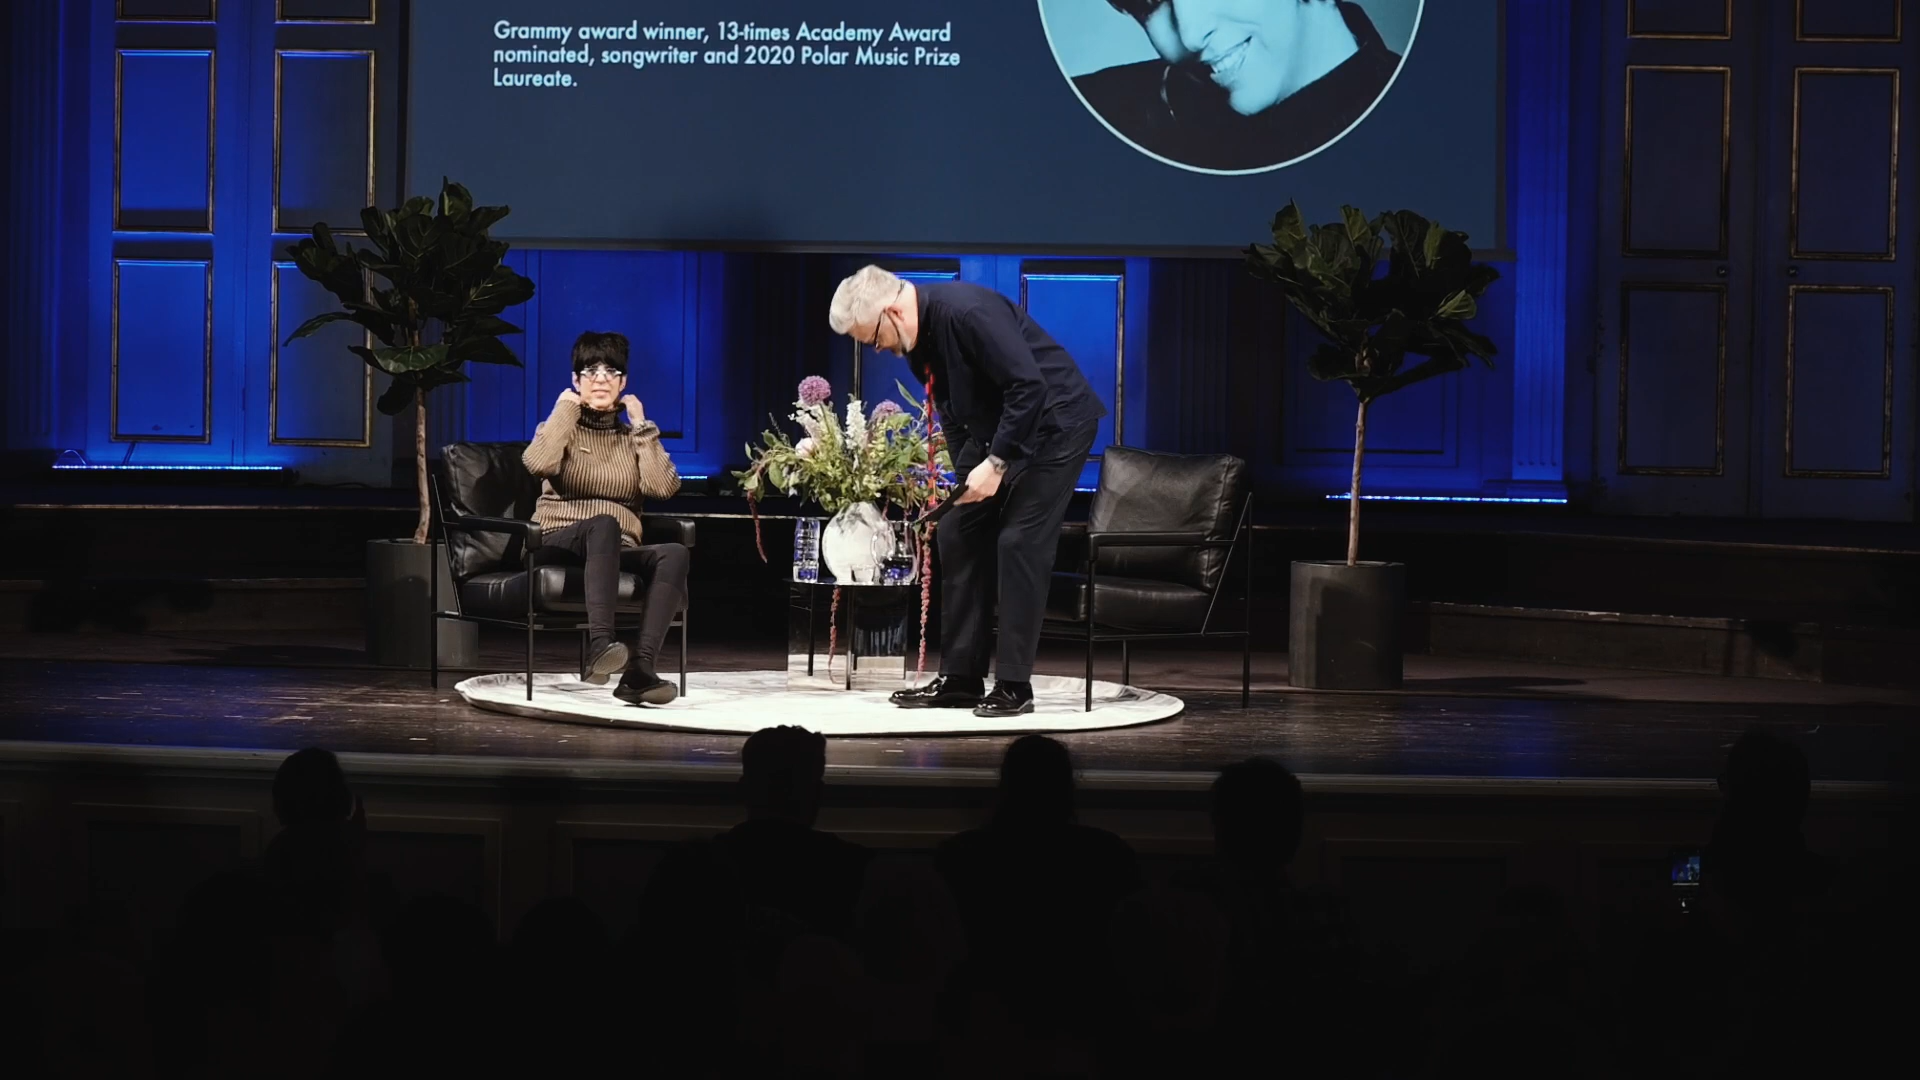 Grammy award winner, 13-times Academy Award
nominated, songwriter and 2020 Polar Music Prize
Laureate.